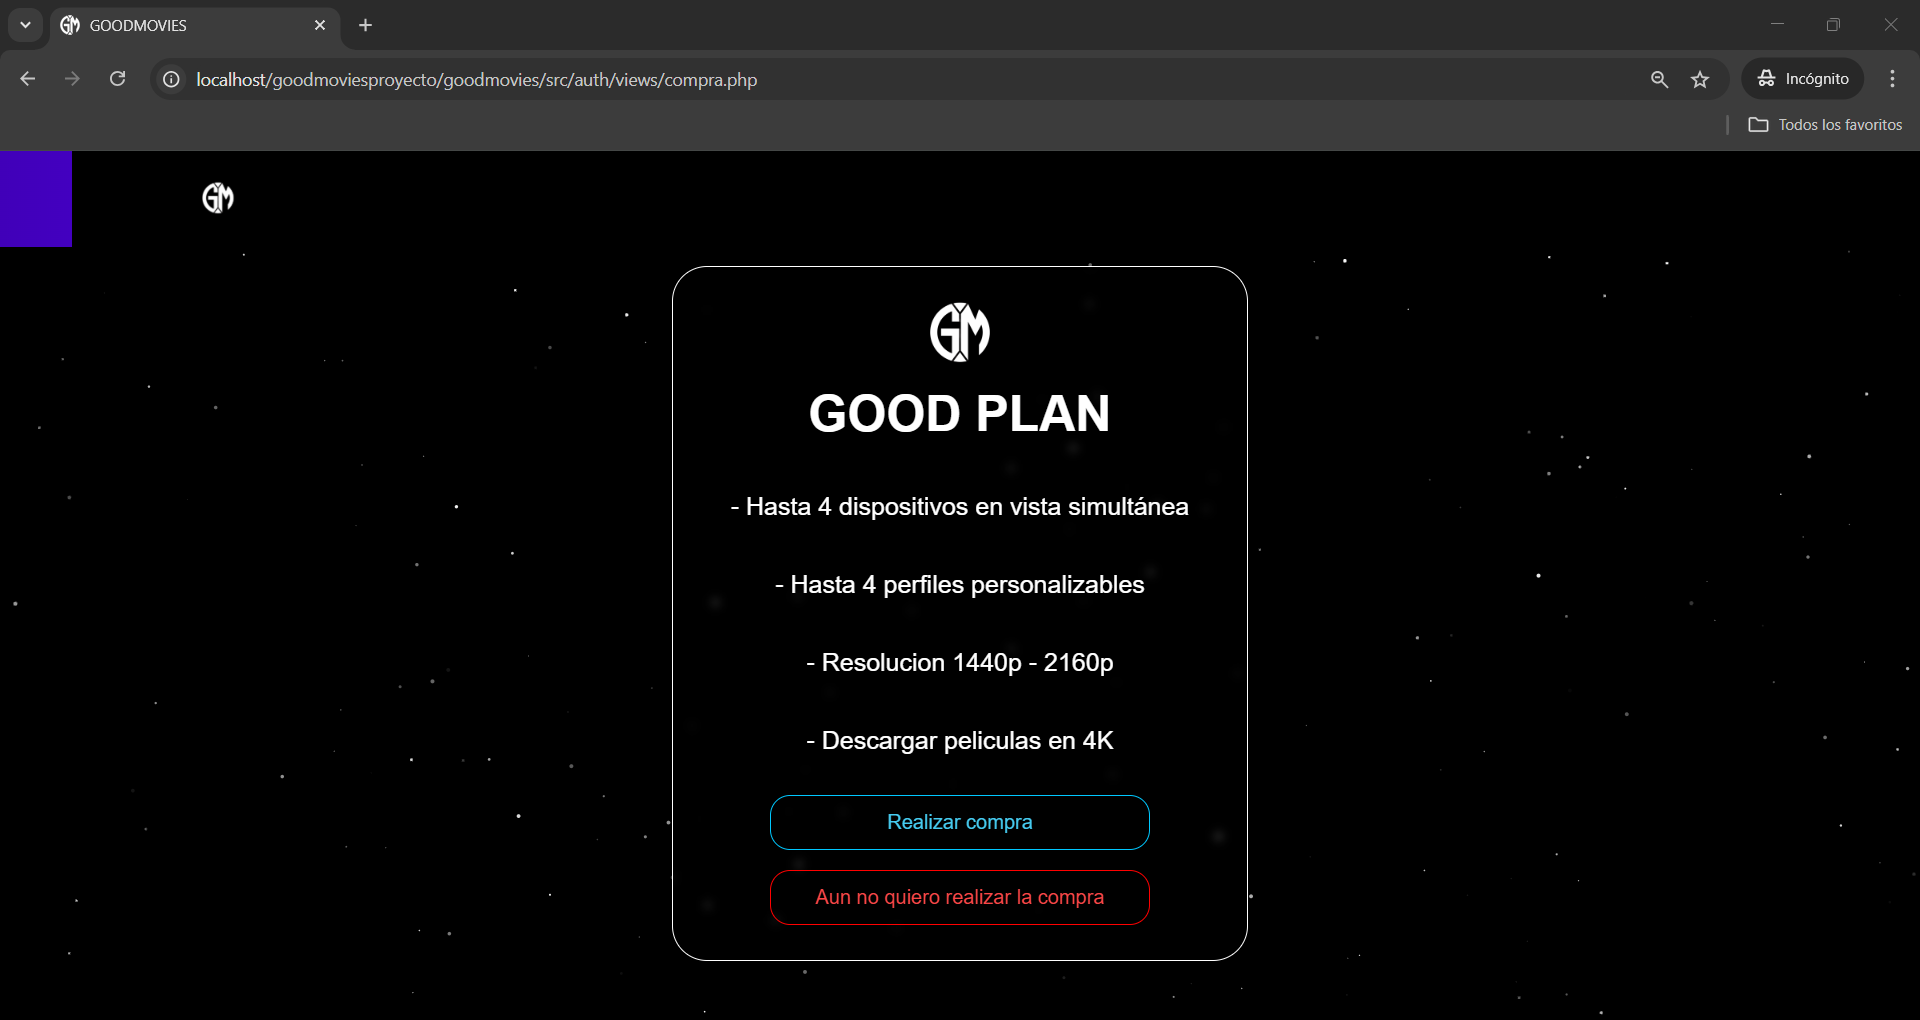 GM GOODMOVIES
localhost/goodmoviesproyecto/goodmovies/src/auth/views/compra.php
Incógnito
Todos los favoritos
GM
GM
GOOD PLAN
- Hasta 4 dispositivos en vista simultánea
- Hasta 4 perfiles personalizables
- Resolucion 1440p - 2160p
- Descargar peliculas en 4K
Realizar compra
Aun no quiero realizar la compra